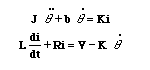 J θ̈ + b θ̇ = Ki
L di/dt + Ri = V − K θ̇